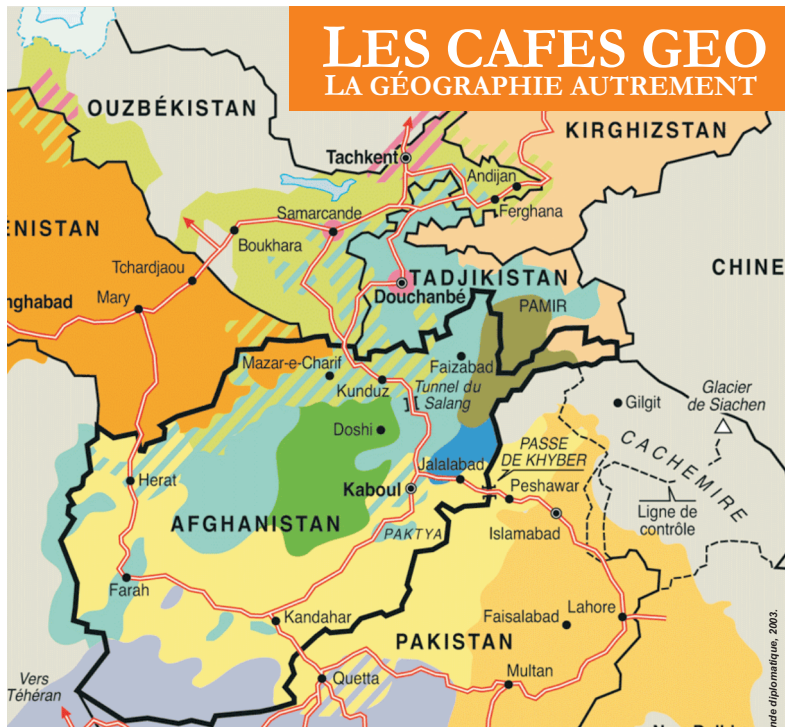 LES CAFES GEO
LA GÉOGRAPHIE AUTREMENT
OUZBÉKISTAN
KIRGHIZSTAN
Tachkent
Andijan
Ferghana
Samarcande
Boukhara
ENISTAN
Tchardjaou
TADJIKISTAN
CHINE
Douchanbé
nghabad
Mary
PAMIR
Mazar-e-Charif
Faizabad
Kunduz
Tunnel du
Salang
Gilgit
Glacier
de Siachen
Doshi
CACHEMIRE
PASSE
DE KHYBER
Jalalabad
Herat
Kaboul
Peshawar
Ligne de
contrôle
AFGHANISTAN
PAKTYA
Islamabad
Farah
Kandahar
Faisalabad
Lahore
PAKISTAN
Vers
Téhéran
Quetta
Multan
nde diplomatique, 2003.